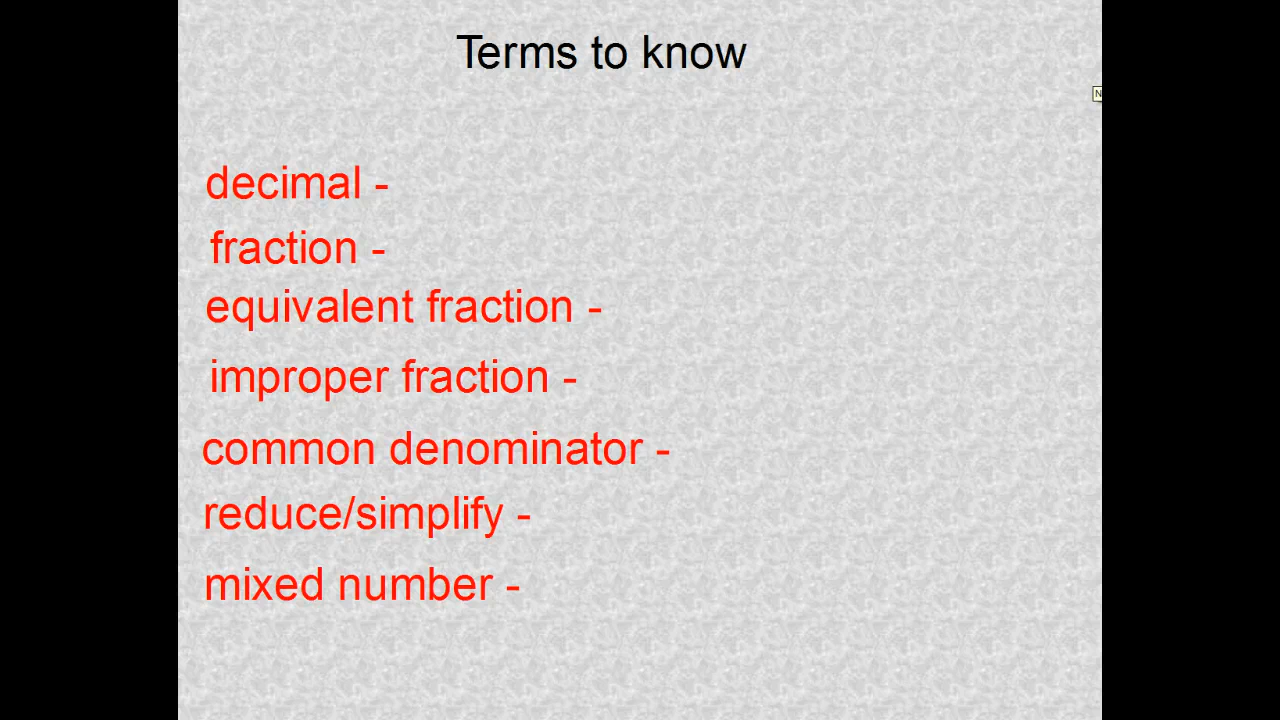 Terms to know
N
decimal -
fraction -
equivalent fraction -
improper fraction -
common denominator -
reduce/simplify -
mixed number -